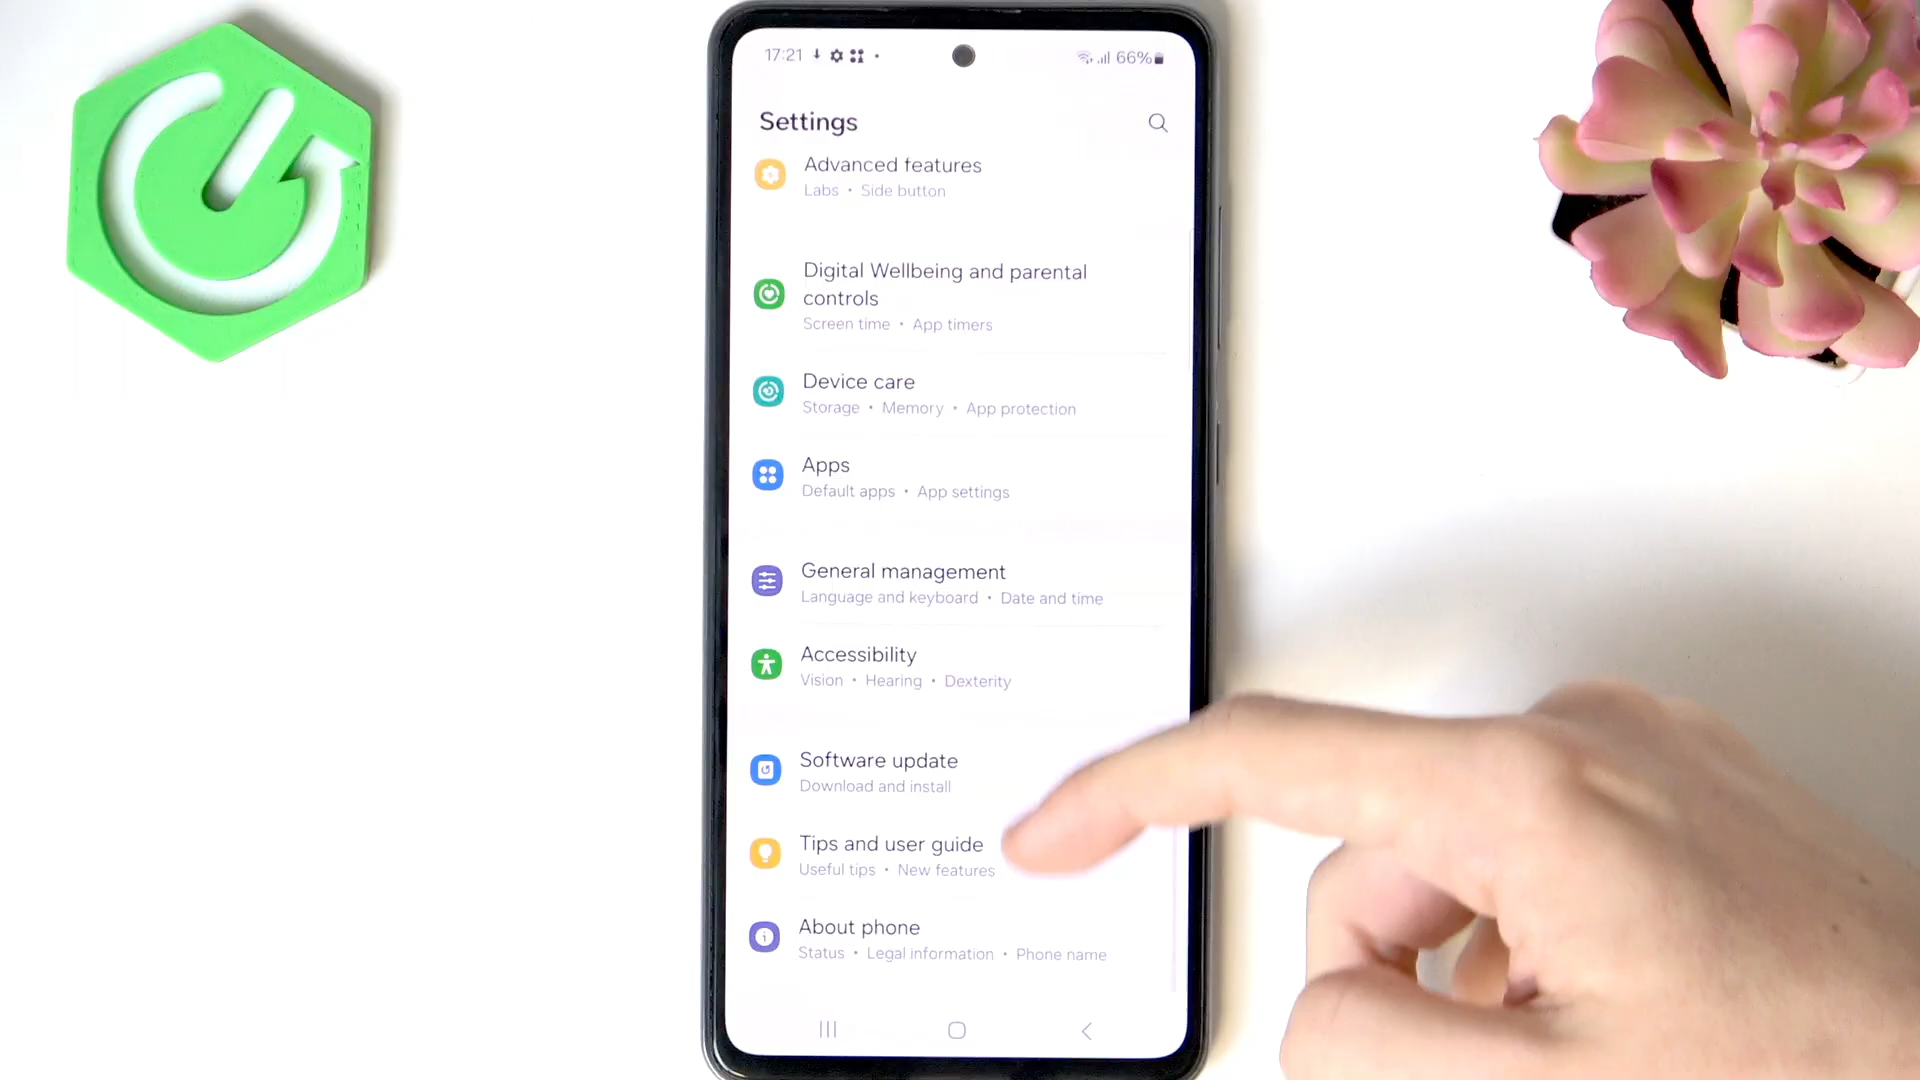 17:21
66%
Settings
Advanced features
Labs • Side button
Digital Wellbeing and parental
controls
Screen time • App timers
Device care
Storage • Memory • App protection
Apps
Default apps • App settings
General management
Language and keyboard • Date and time
Accessibility
Vision • Hearing • Dexterity
Software update
Download and install
Tips and user guide
Useful tips • New features
About phone
Status • Legal information • Phone name